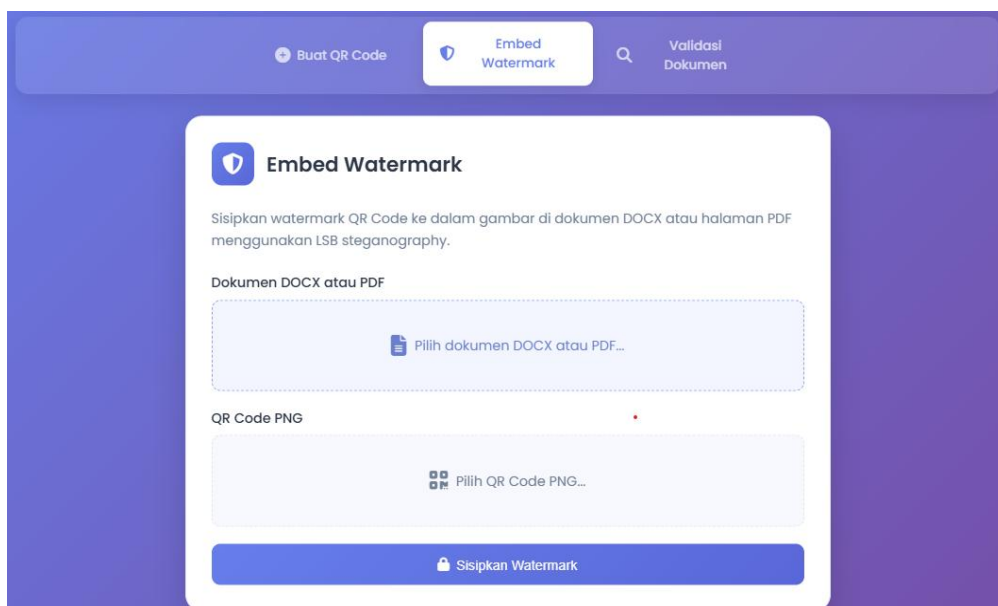 Buat QR Code
Embed
Watermark
Validasi
Dokumen
Embed Watermark
Sisipkan watermark QR Code ke dalam gambar di dokumen DOCX atau halaman PDF
menggunakan LSB steganography.
Dokumen DOCX atau PDF
Pilih dokumen DOCX atau PDF...
QR Code PNG
Pilih QR Code PNG...
Sisipkan Watermark